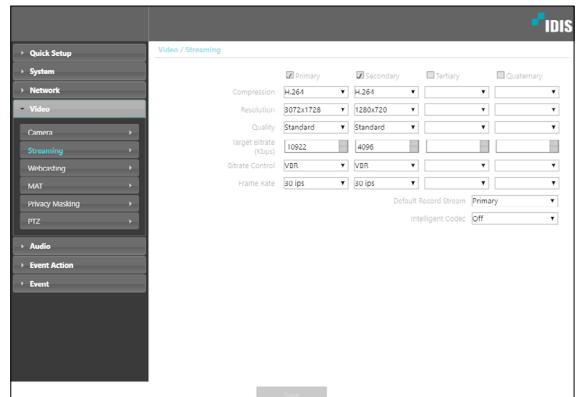 IDIS
Quick Setup
System
Network
Video
Camera
Streaming
Webcasting
MAT
Privacy Masking
PTZ
Audio
Event Action
Event
Video / Streaming
Primary Secondary Tertiary Quaternary
Compression H.264 H.264
Resolution 3072x1728 1280x720
Quality Standard Standard
Target Bitrate (Kbps) 10922 4096
Bitrate Control VBR VBR
Frame Rate 30 ips 30 ips
Default Record Stream Primary
Intelligent Codec Off